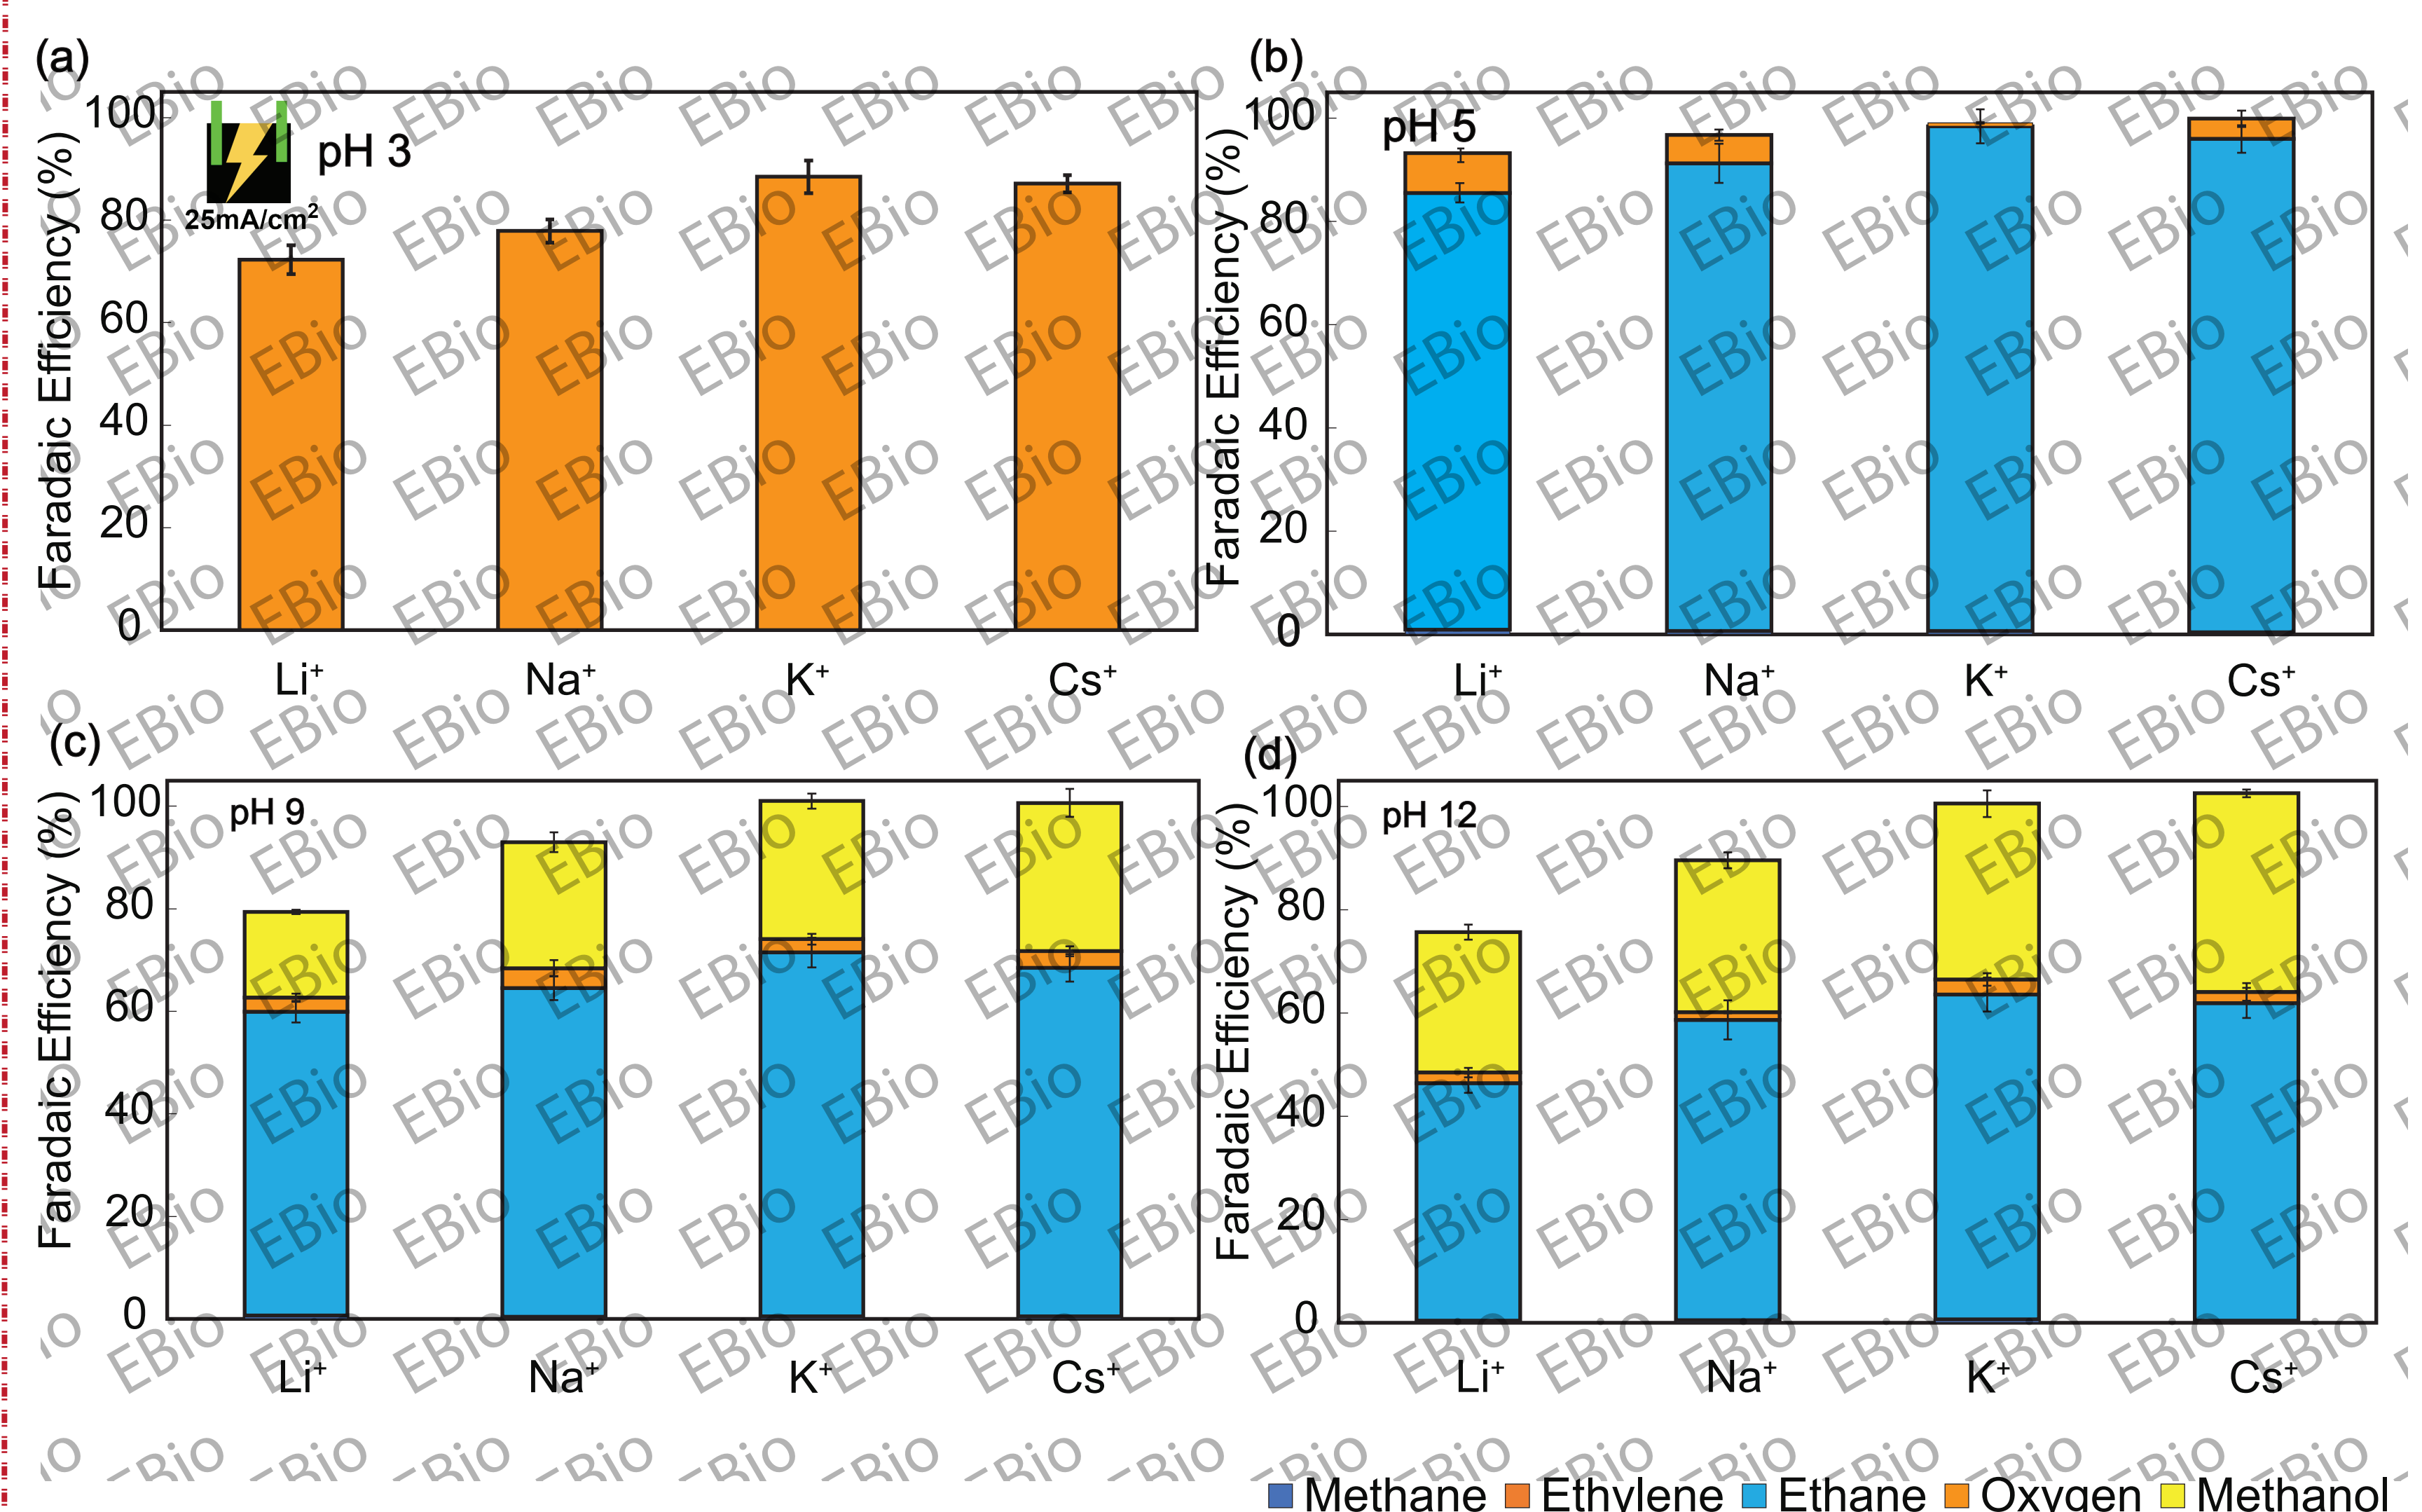 (a)
Faradaic Efficiency (%)
100
80
60
40
20
0
25mA/cm²
pH 3
Li⁺ Na⁺ K⁺ Cs⁺
(b)
Faradaic Efficiency (%)
100
80
60
40
20
0
pH 5
Li⁺ Na⁺ K⁺ Cs⁺
(c)
Faradaic Efficiency (%)
100
80
60
40
20
0
pH 9
Li⁺ Na⁺ K⁺ Cs⁺
(d)
Faradaic Efficiency (%)
100
80
60
40
20
0
pH 12
Li⁺ Na⁺ K⁺ Cs⁺
Methane Ethylene Ethane Oxygen Methanol
EBiO